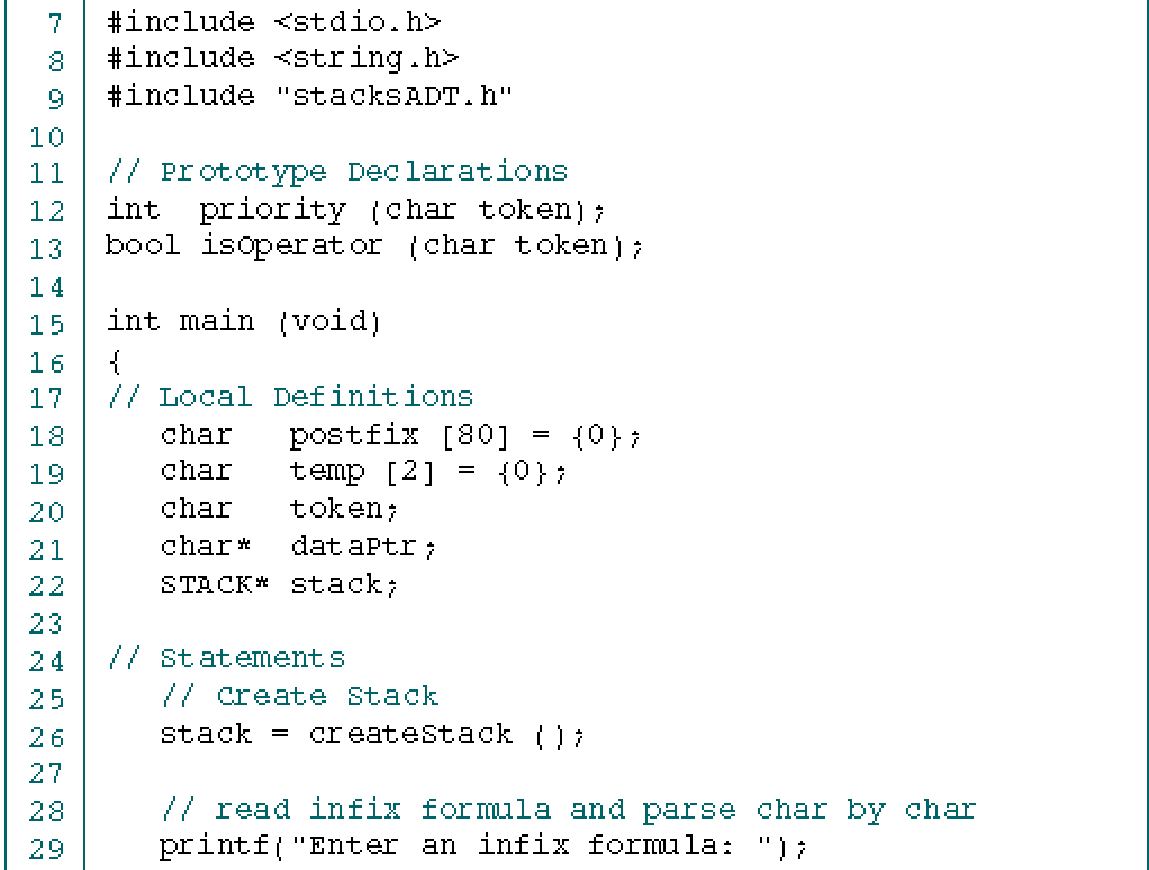 7 #include <stdio.h>
8 #include <string.h>
9 #include "stacksADT.h"
10
11 // Prototype Declarations
12 int  priority (char token);
13 bool isOperator (char token);
14
15 int main (void)
16 {
17 // Local Definitions
18    char   postfix [80] = {0};
19    char   temp [2] = {0};
20    char   token;
21    char*  dataPtr;
22    STACK* stack;
23
24 // Statements
25    // Create Stack
26    stack = createStack ();
27
28    // read infix formula and parse char by char
29    printf("Enter an infix formula: ");